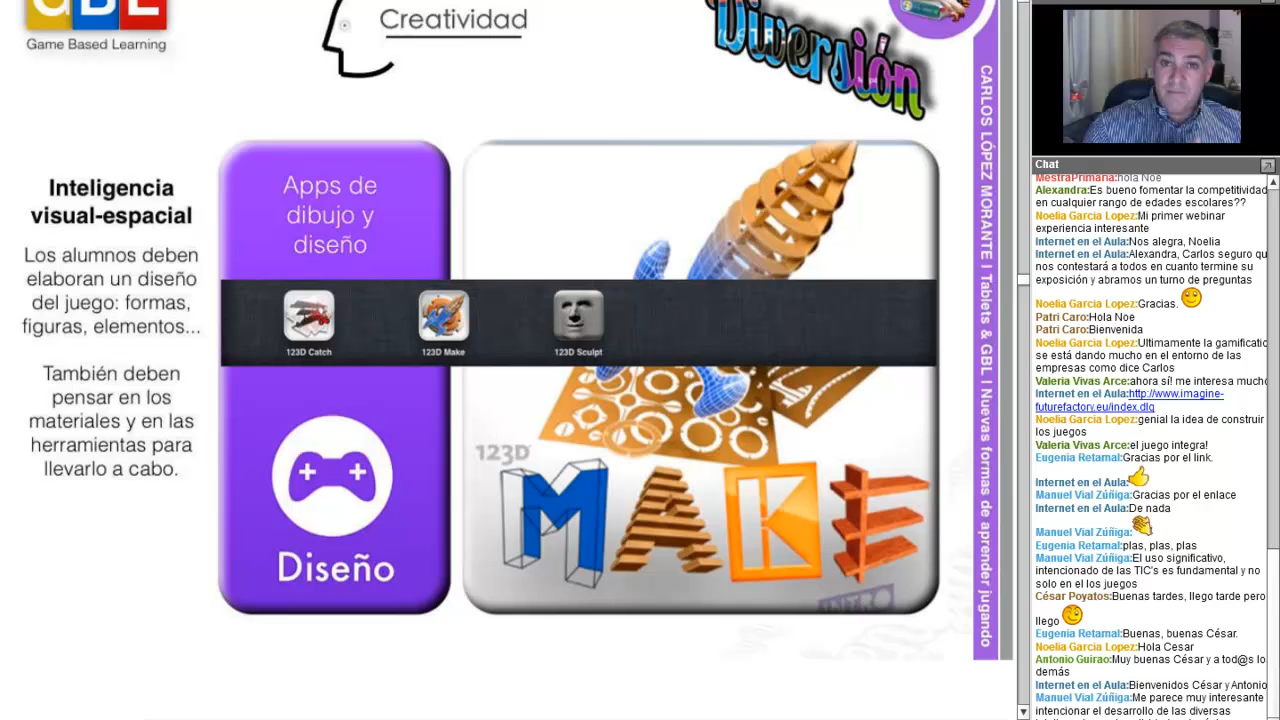 GBL
Game Based Learning
Creatividad
Diversión
Inteligencia
visual-espacial
Los alumnos deben
elaboran un diseño
del juego: formas,
figuras, elementos...
También deben
pensar en los
materiales y en las
herramientas para
llevarlo a cabo.
Apps de
dibujo y
diseño
123D Catch
123D Make
123D Sculpt
Diseño
123D
MAKE
INTRO
CARLOS LÓPEZ MORANTE | Tablets & GBL | Nuevas formas de aprender jugando
Chat
MestraPrimaria:hola Noe
Alexandra:Es bueno fomentar la competitividad
en cualquier rango de edades escolares??
Noelia Garcia Lopez:Mi primer webinar
experiencia interesante
Internet en el Aula:Nos alegra, Noelia
Internet en el Aula:Alexandra, Carlos seguro qu
nos contestará a todos en cuanto termine su
exposición y abramos un turno de preguntas
Noelia Garcia Lopez:Gracias.
Patri Caro:Hola Noe
Patri Caro:Bienvenida
Noelia Garcia Lopez:Ultimamente la gamificatic
se está dando mucho en el entorno de las
empresas como dice Carlos
Valeria Vivas Arce:ahora sí! me interesa mucho
Internet en el Aula:http://www.imagine-
futurefactory.eu/index.dlq
Noelia Garcia Lopez:genial la idea de construir
los juegos
Valeria Vivas Arce:el juego integra!
Eugenia Retamal:Gracias por el link.
Internet en el Aula:
Manuel Vial Zúñiga:Gracias por el enlace
Internet en el Aula:De nada
Manuel Vial Zúñiga:
Eugenia Retamal:plas, plas, plas
Manuel Vial Zúñiga:El uso significativo,
intencionado de las TIC's es fundamental y no
solo en el los juegos
César Poyatos:Buenas tardes, llego tarde pero
llego
Eugenia Retamal:Buenas, buenas César.
Noelia Garcia Lopez:Hola Cesar
Antonio Guirao:Muy buenas César y a tod@s lo
demás
Internet en el Aula:Bienvenidos César y Antonio
Manuel Vial Zúñiga:Me parece muy interesante
intencionar el desarrollo de las diversas